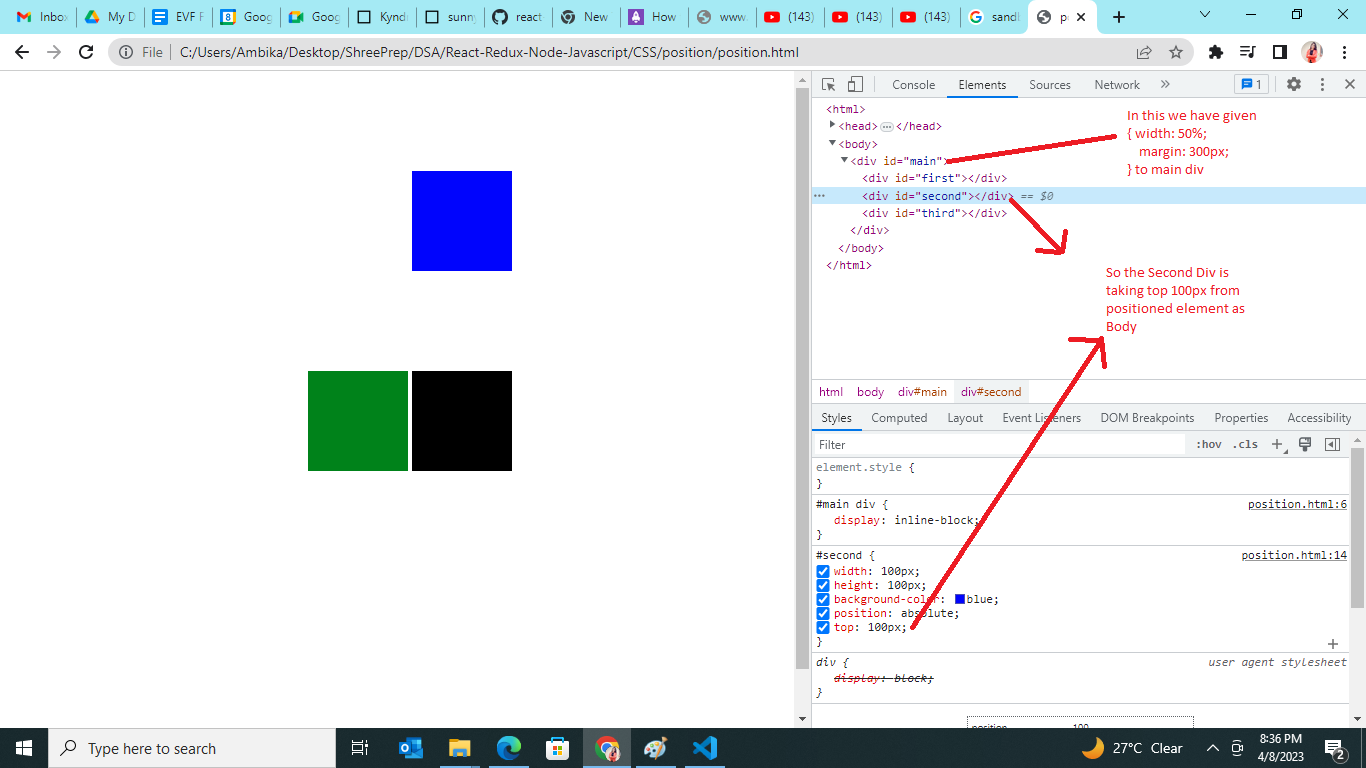 Inbox
My D
EVF F
Goog
Goog
Kyndr
sunny
react
New
How
www.
(143)
(143)
(143)
sandl
po
File
C:/Users/Ambika/Desktop/ShreePrep/DSA/React-Redux-Node-Javascript/CSS/position/position.html
Console Elements Sources Network » 1
<html>
<head> ••• </head>
<body>
<div id="main">
<div id="first"></div>
••• <div id="second"></div> == $0
<div id="third"></div>
</div>
</body>
</html>
In this we have given
{ width: 50%;
margin: 300px;
} to main div
So the Second Div is
taking top 100px from
positioned element as
Body
html body div#main div#second
Styles Computed Layout Event Listeners DOM Breakpoints Properties Accessibility
Filter :hov .cls +
element.style {
}
#main div { position.html:6
display: inline-block;
}
#second { position.html:14
width: 100px;
height: 100px;
background-color: blue;
position: absolute;
top: 100px;
}
div { user agent stylesheet
display: block;
}
position 100
Type here to search
27°C Clear
8:36 PM
4/8/2023
2